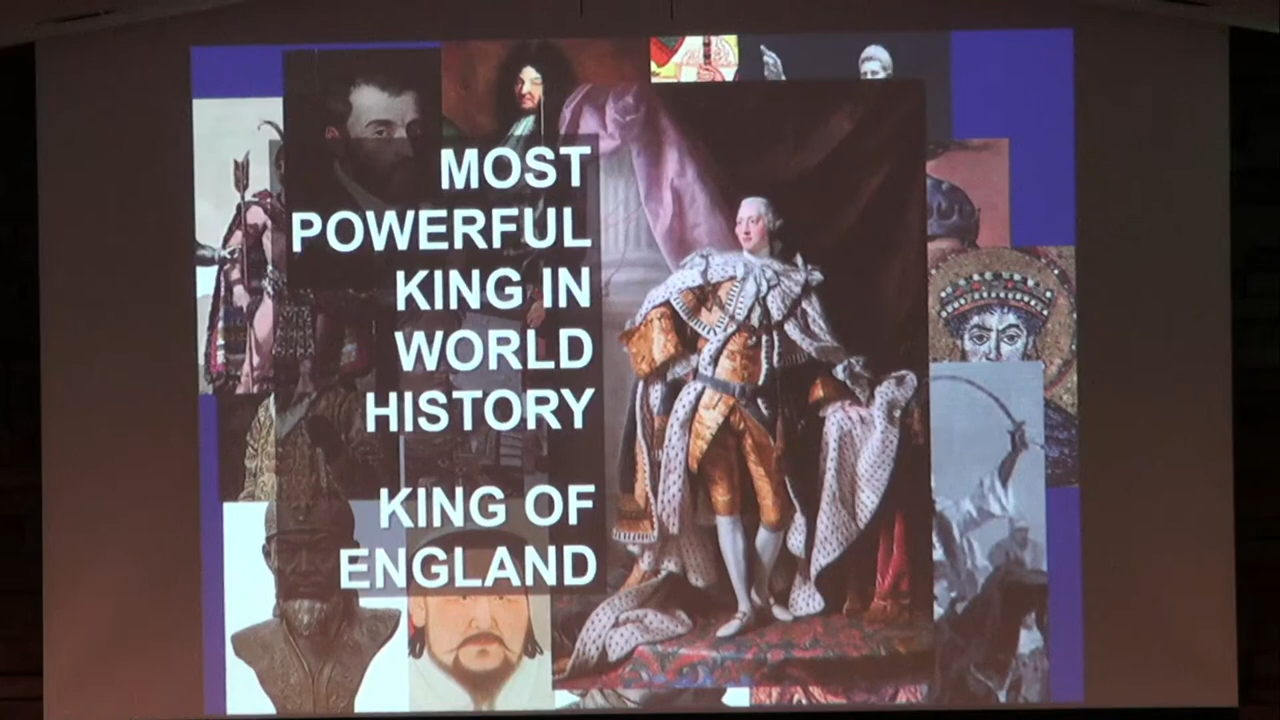 MOST
POWERFUL
KING IN
WORLD
HISTORY
KING OF
ENGLAND